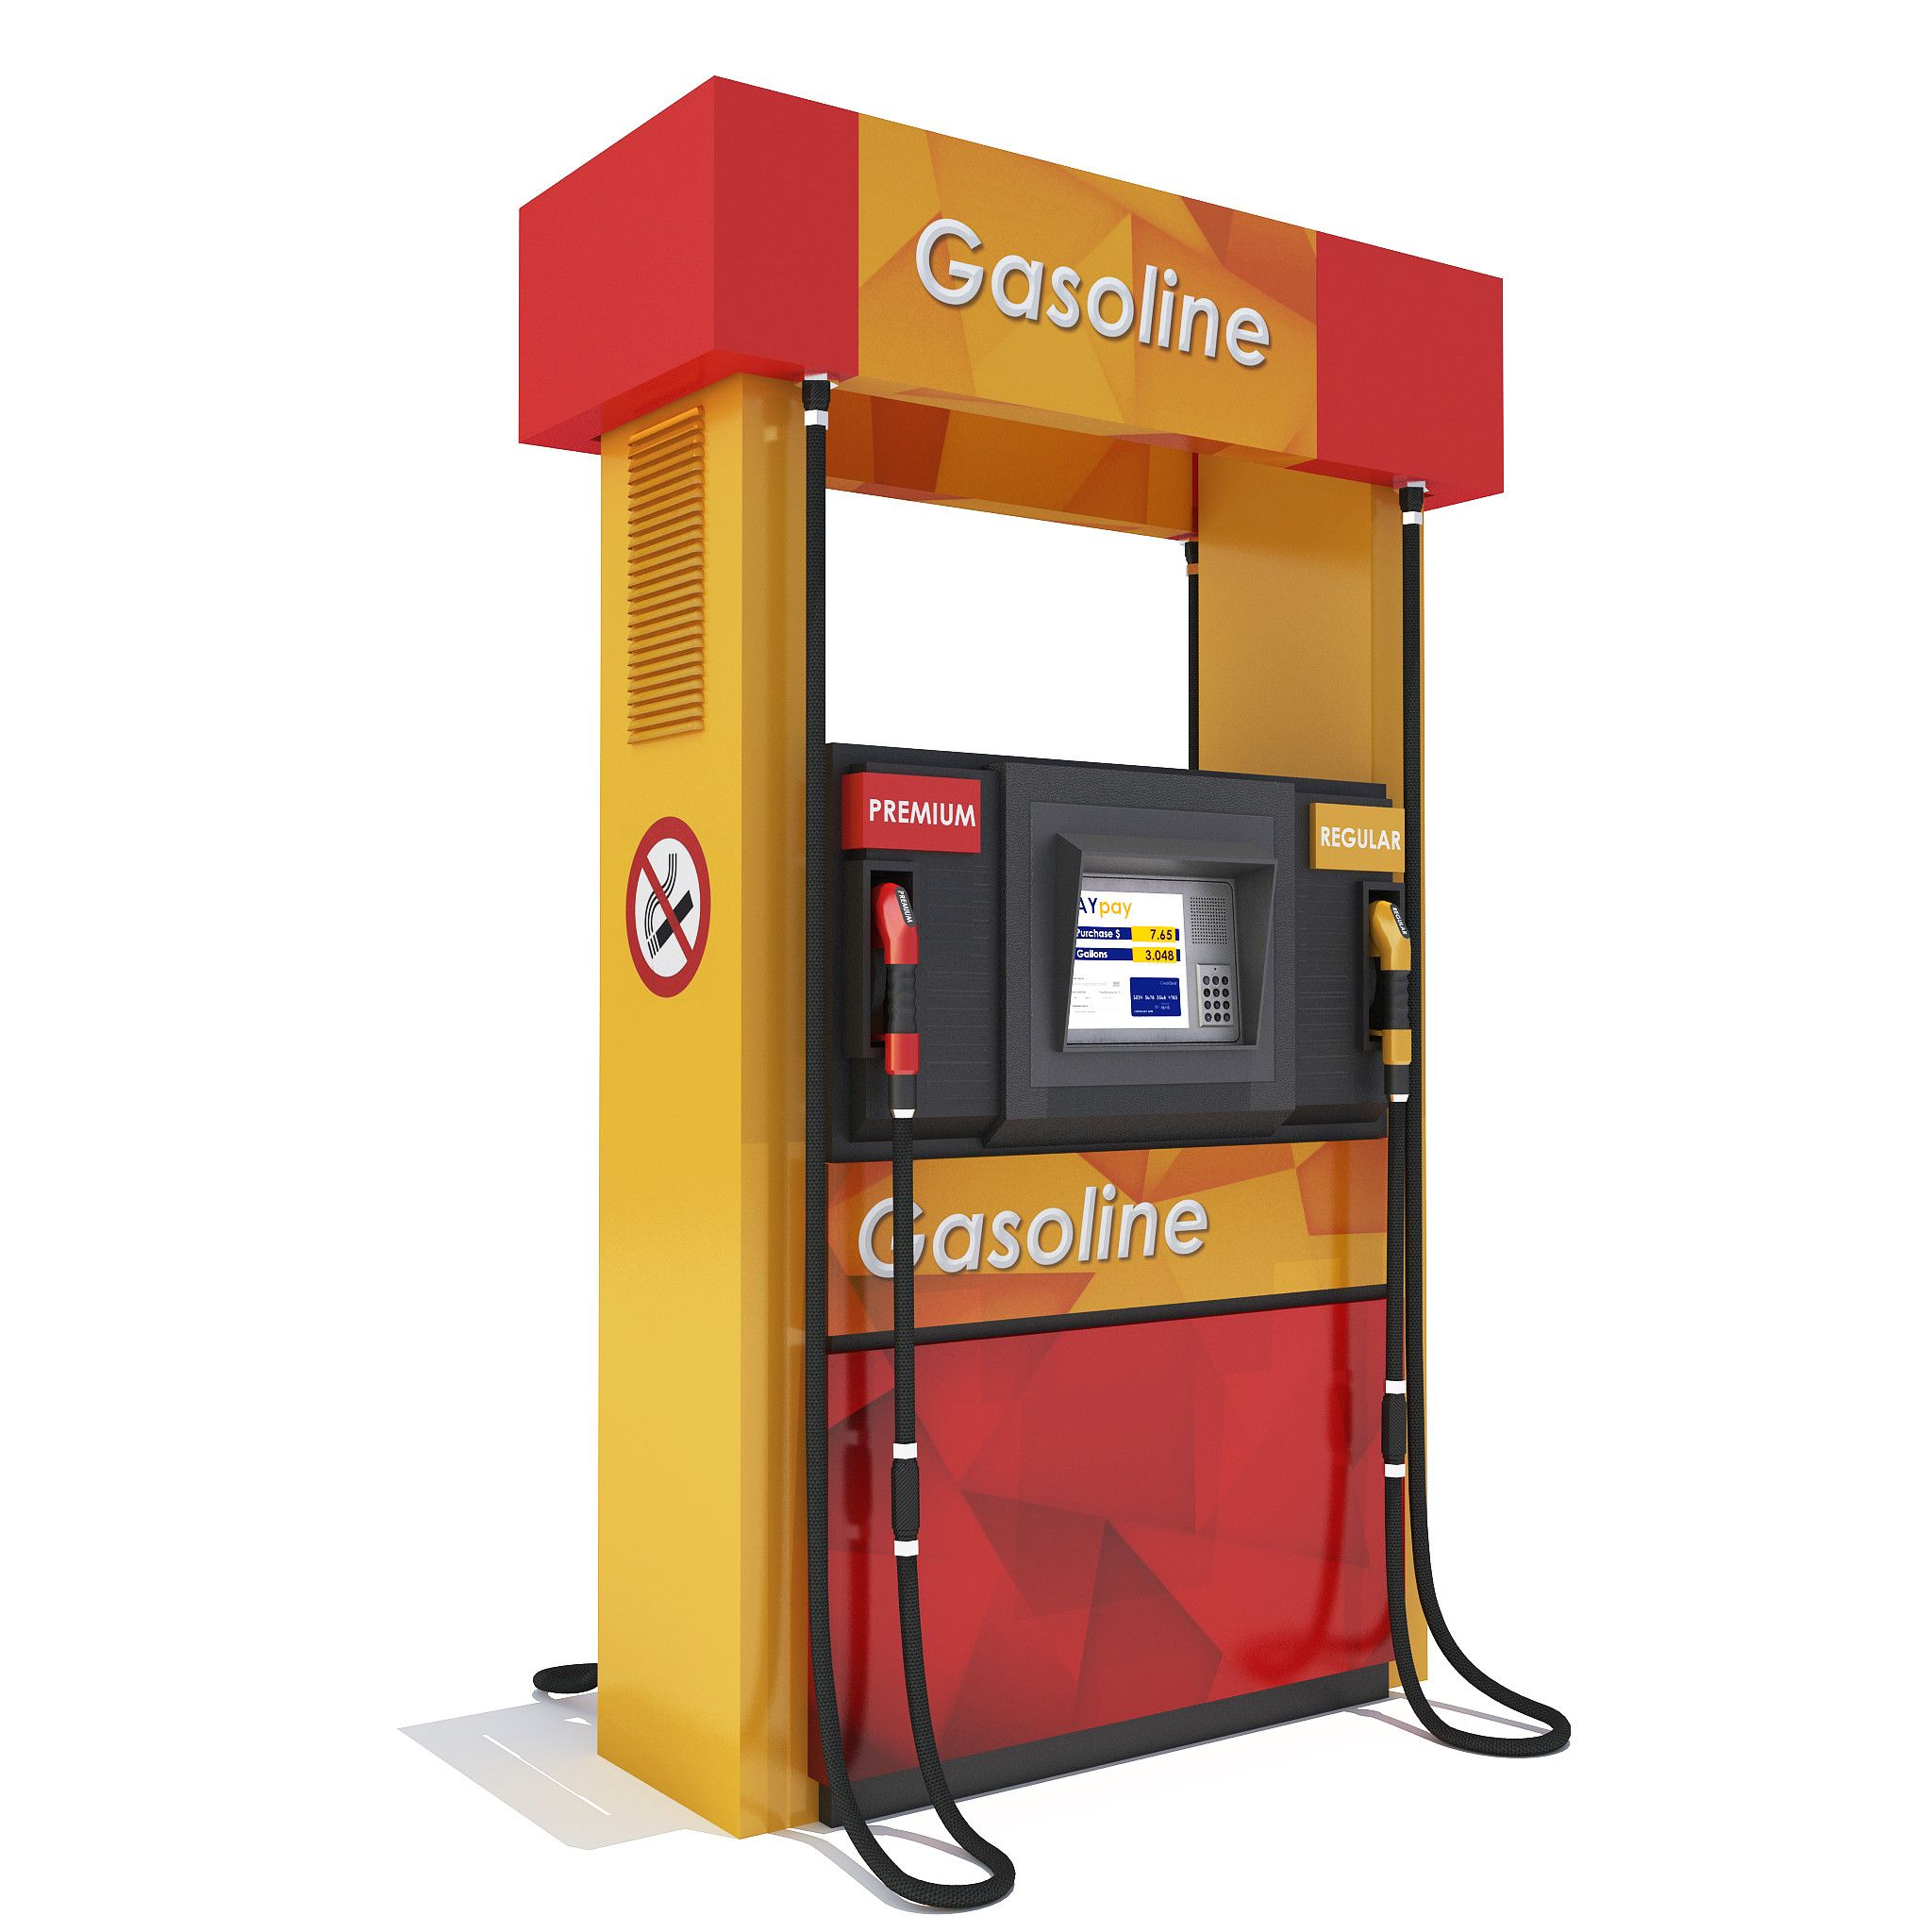 Gasoline
PREMIUM
REGULAR
PREMIUM
REGULAR
AYpay
Purchase $ 7.65
Gallons 3.048
Gasoline